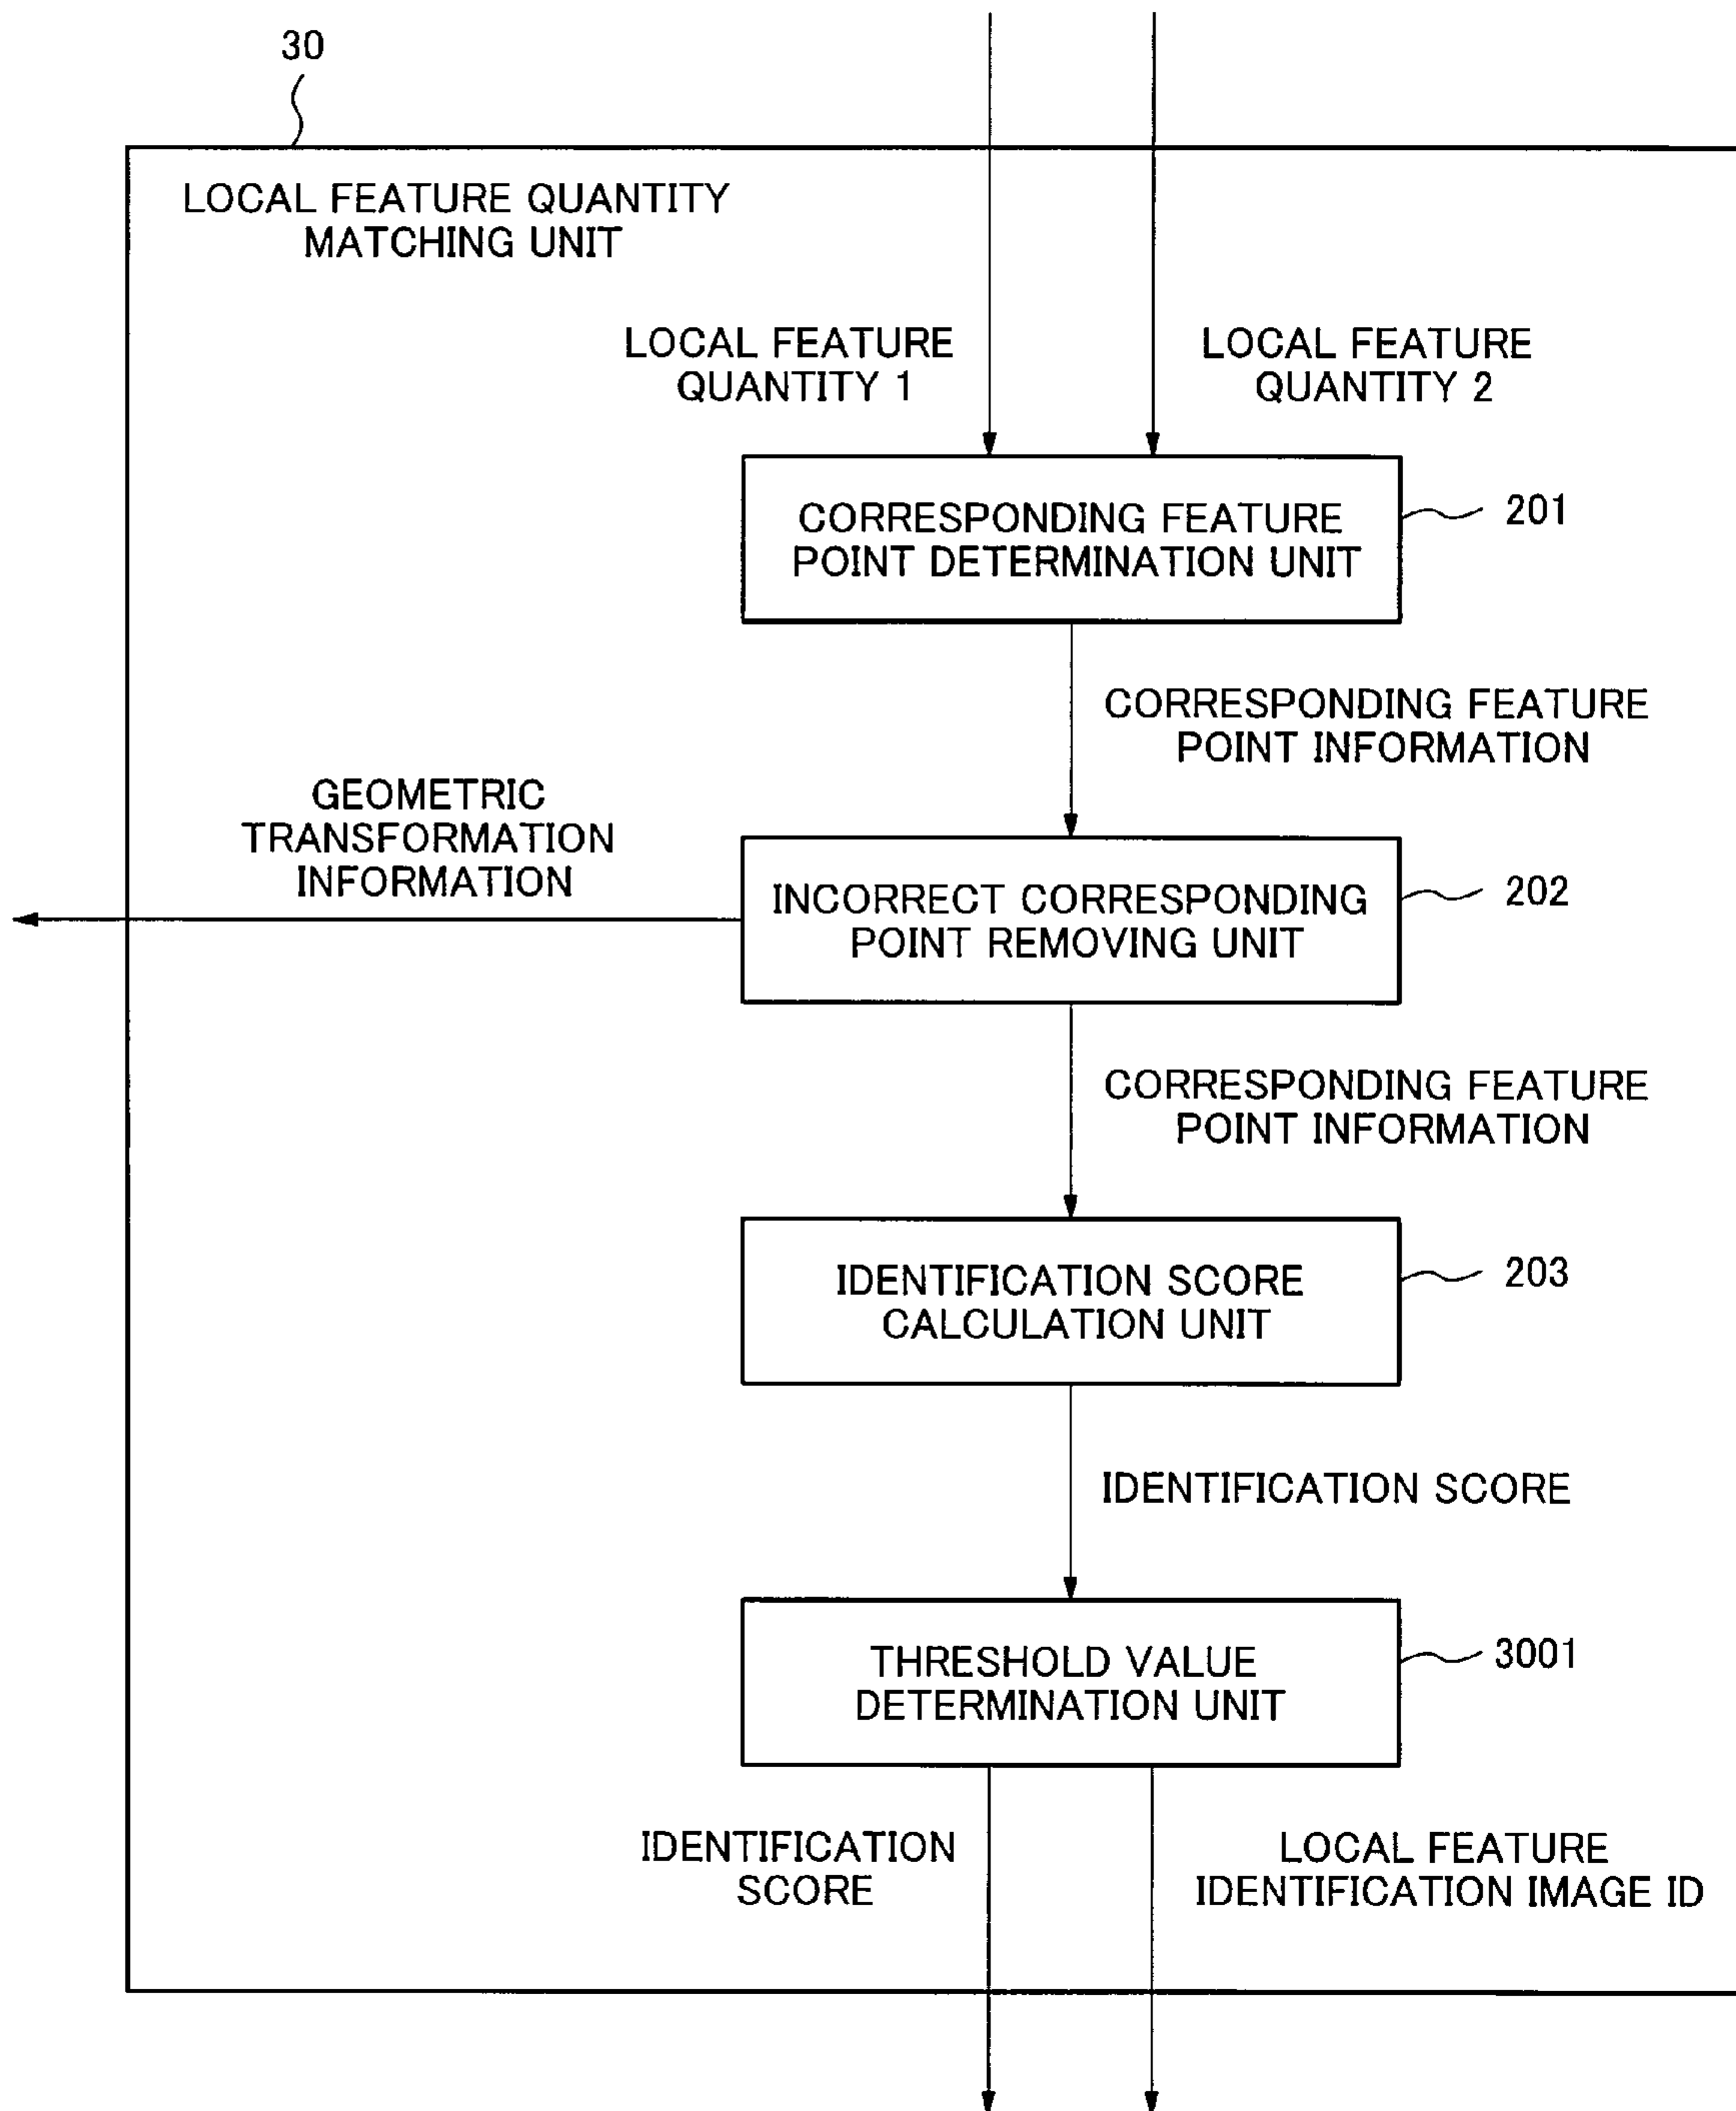 30
LOCAL FEATURE QUANTITY
MATCHING UNIT
LOCAL FEATURE
QUANTITY 1
LOCAL FEATURE
QUANTITY 2
CORRESPONDING FEATURE
POINT DETERMINATION UNIT
201
CORRESPONDING FEATURE
POINT INFORMATION
GEOMETRIC
TRANSFORMATION
INFORMATION
INCORRECT CORRESPONDING
POINT REMOVING UNIT
202
CORRESPONDING FEATURE
POINT INFORMATION
IDENTIFICATION SCORE
CALCULATION UNIT
203
IDENTIFICATION SCORE
THRESHOLD VALUE
DETERMINATION UNIT
3001
IDENTIFICATION
SCORE
LOCAL FEATURE
IDENTIFICATION IMAGE ID